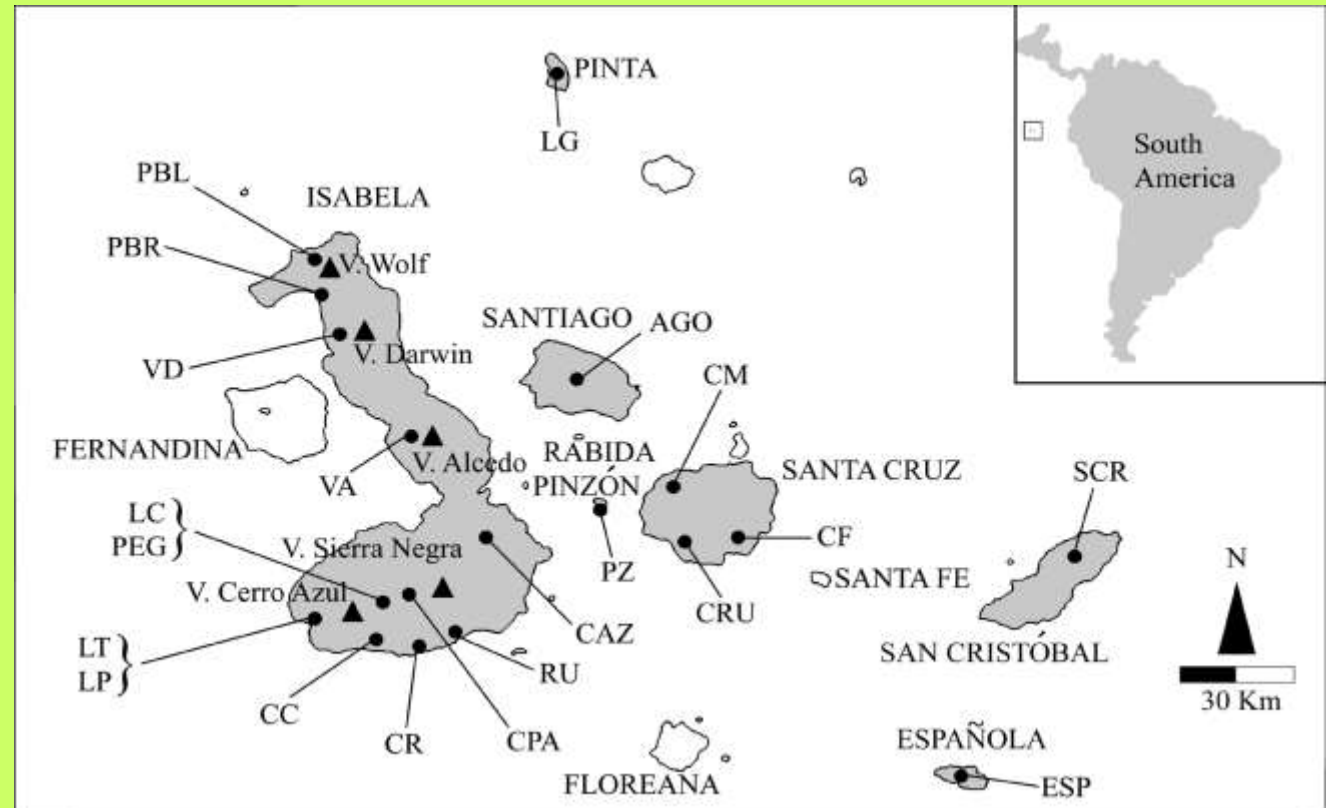 PINTA
LG
South
America
PBL
ISABELA
PBR
V. Wolf
SANTIAGO
AGO
V. Darwin
VD
CM
FERNANDINA
RÁBIDA
SANTA CRUZ
SCR
VA
V. Alcedo
PINZÓN
LC
PEG
V. Sierra Negra
CF
N
PZ
SANTA FE
V. Cerro Azul
CRU
CAZ
LT
LP
SAN CRISTÓBAL
RU
30 Km
CC
CR
CPA
ESPAÑOLA
FLOREANA
ESP